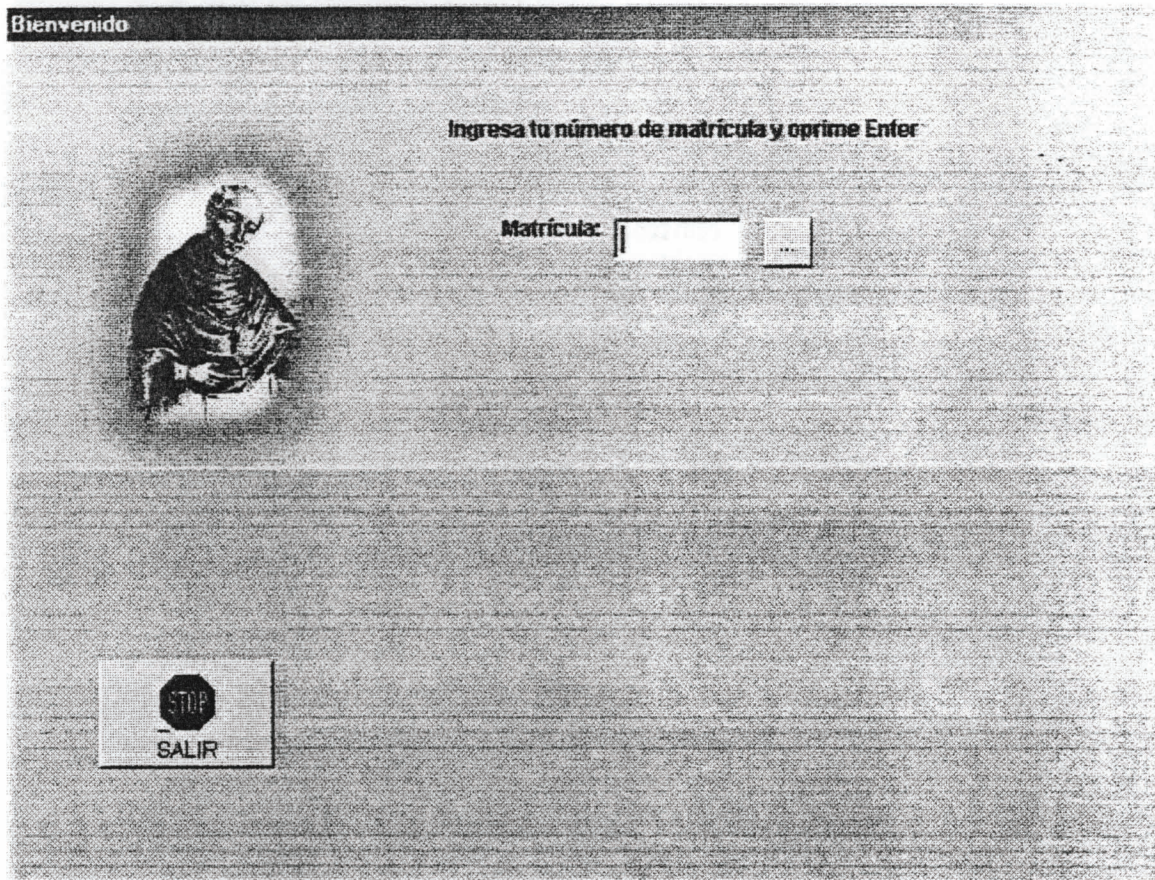 Bienvenido
Ingresa tu número de matrícula y oprime Enter
Matrícula:
...
STOP
SALIR